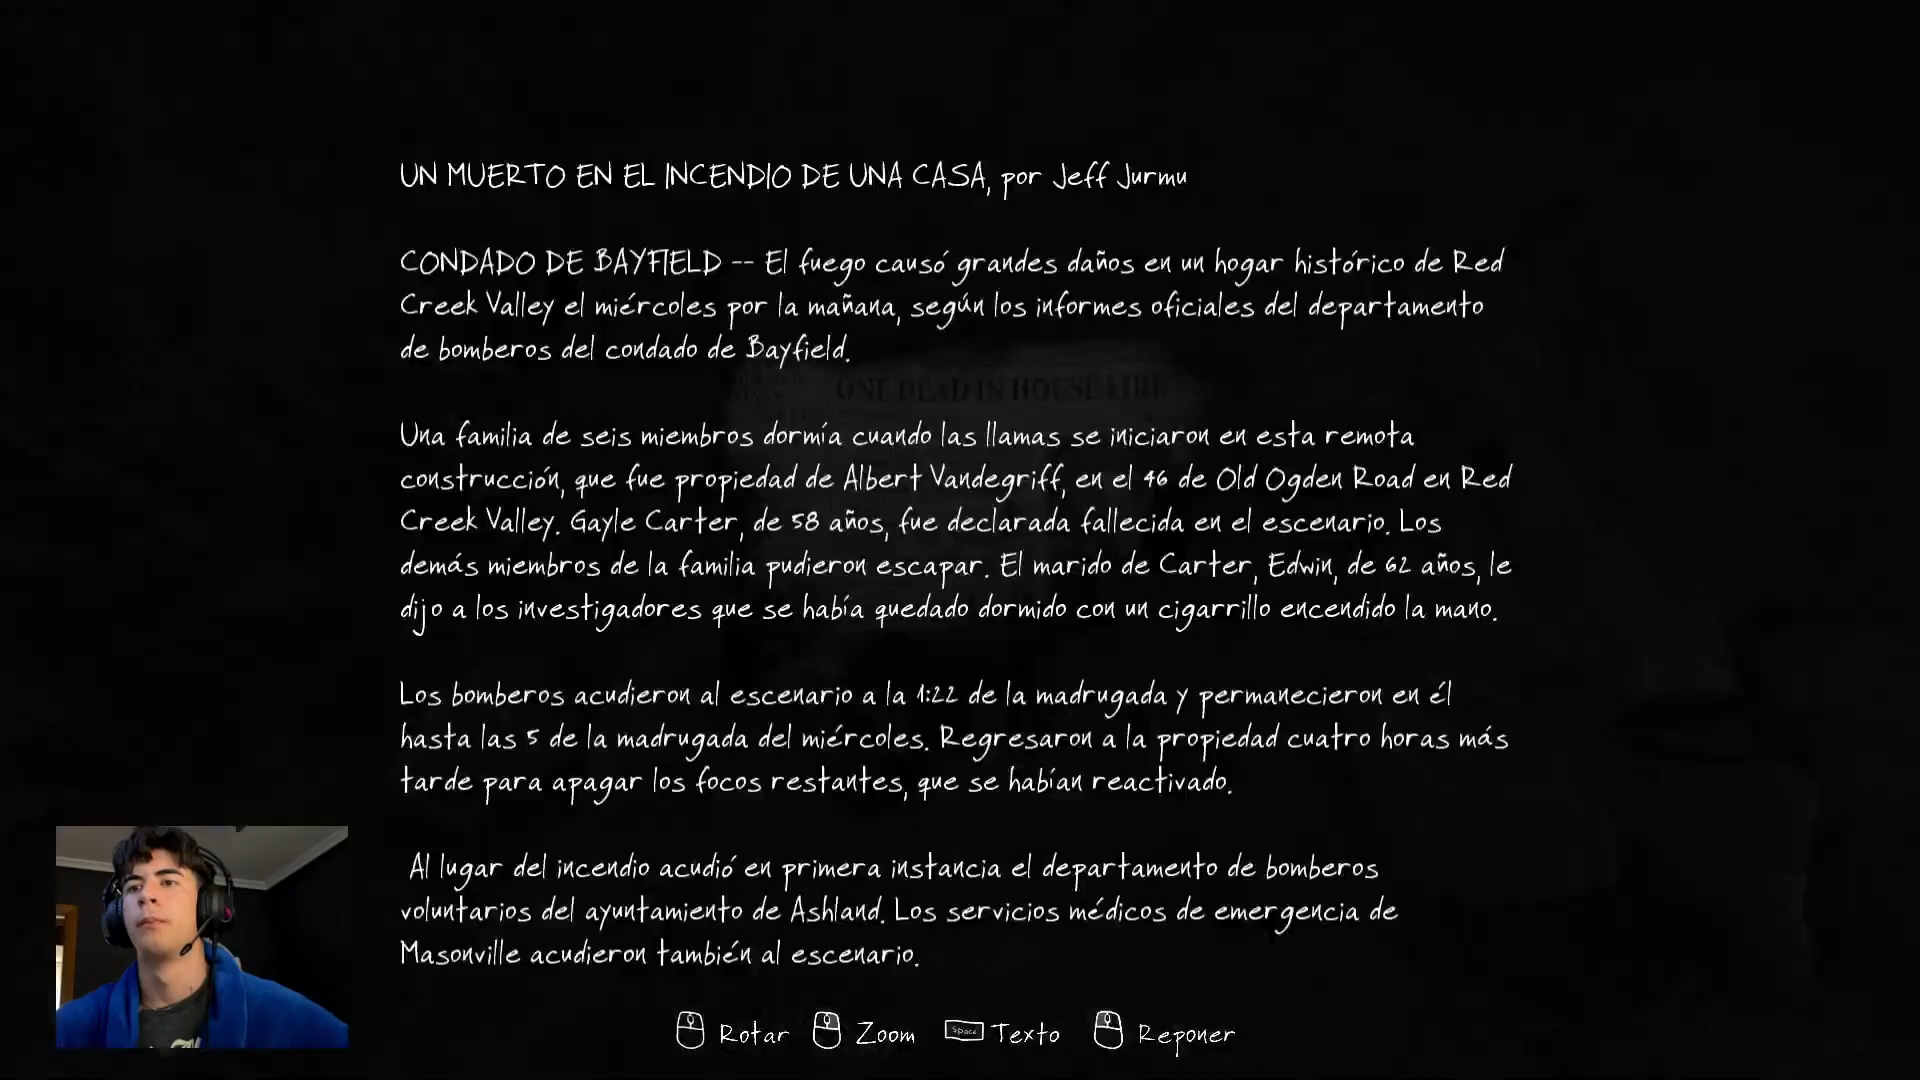 UN MUERTO EN EL INCENDIO DE UNA CASA, por Jeff Jurmu
CONDADO DE BAYFIELD -- El fuego causó grandes daños en un hogar histórico de Red
Creek Valley el miércoles por la mañana, según los informes oficiales del departamento
de bomberos del condado de Bayfield.
ONE DEAD IN HOUSE FIRE
Una familia de seis miembros dormía cuando las llamas se iniciaron en esta remota
construcción, que fue propiedad de Albert Vandegriff, en el 46 de Old Ogden Road en Red
Creek Valley. Gayle Carter, de 58 años, fue declarada fallecida en el escenario. Los
demás miembros de la familia pudieron escapar. El marido de Carter, Edwin, de 62 años, le
dijo a los investigadores que se había quedado dormido con un cigarrillo encendido la mano.
Los bomberos acudieron al escenario a la 1:22 de la madrugada y permanecieron en él
hasta las 5 de la madrugada del miércoles. Regresaron a la propiedad cuatro horas más
tarde para apagar los focos restantes, que se habían reactivado.
Al lugar del incendio acudió en primera instancia el departamento de bomberos
voluntarios del ayuntamiento de Ashland. Los servicios médicos de emergencia de
Masonville acudieron también al escenario.
Rotar Zoom Space Texto Reponer